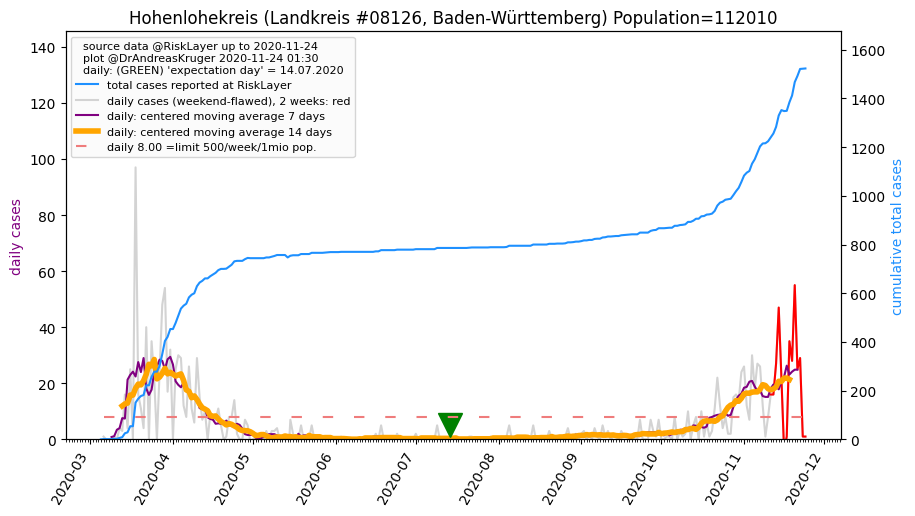 Hohenlohekreis (Landkreis #08126, Baden-Württemberg) Population=112010
source data @RiskLayer up to 2020-11-24
plot @DrAndreasKruger 2020-11-24 01:30
daily: (GREEN) 'expectation day' = 14.07.2020
total cases reported at RiskLayer
daily cases (weekend-flawed), 2 weeks: red
daily: centered moving average 7 days
daily: centered moving average 14 days
daily 8.00 =limit 500/week/1mio pop.
daily cases
140
120
100
80
60
40
20
0
cumulative total cases
1600
1400
1200
1000
800
600
400
200
0
2020-03
2020-04
2020-05
2020-06
2020-07
2020-08
2020-09
2020-10
2020-11
2020-12